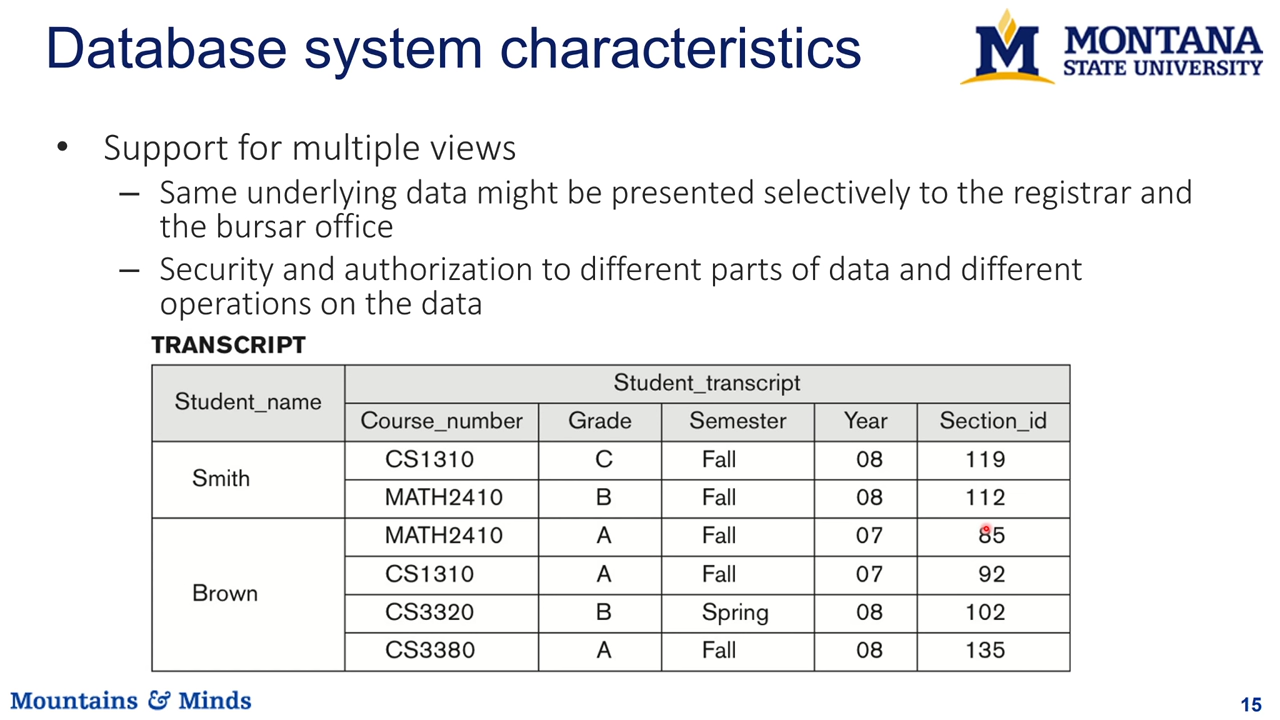 Database system characteristics
MONTANA
STATE UNIVERSITY
• Support for multiple views
– Same underlying data might be presented selectively to the registrar and
the bursar office
– Security and authorization to different parts of data and different
operations on the data
TRANSCRIPT
Student_name Student_transcript
Course_number Grade Semester Year Section_id
Smith CS1310 C Fall 08 119
MATH2410 B Fall 08 112
Brown MATH2410 A Fall 07 85
CS1310 A Fall 07 92
CS3320 B Spring 08 102
CS3380 A Fall 08 135
Mountains & Minds
15